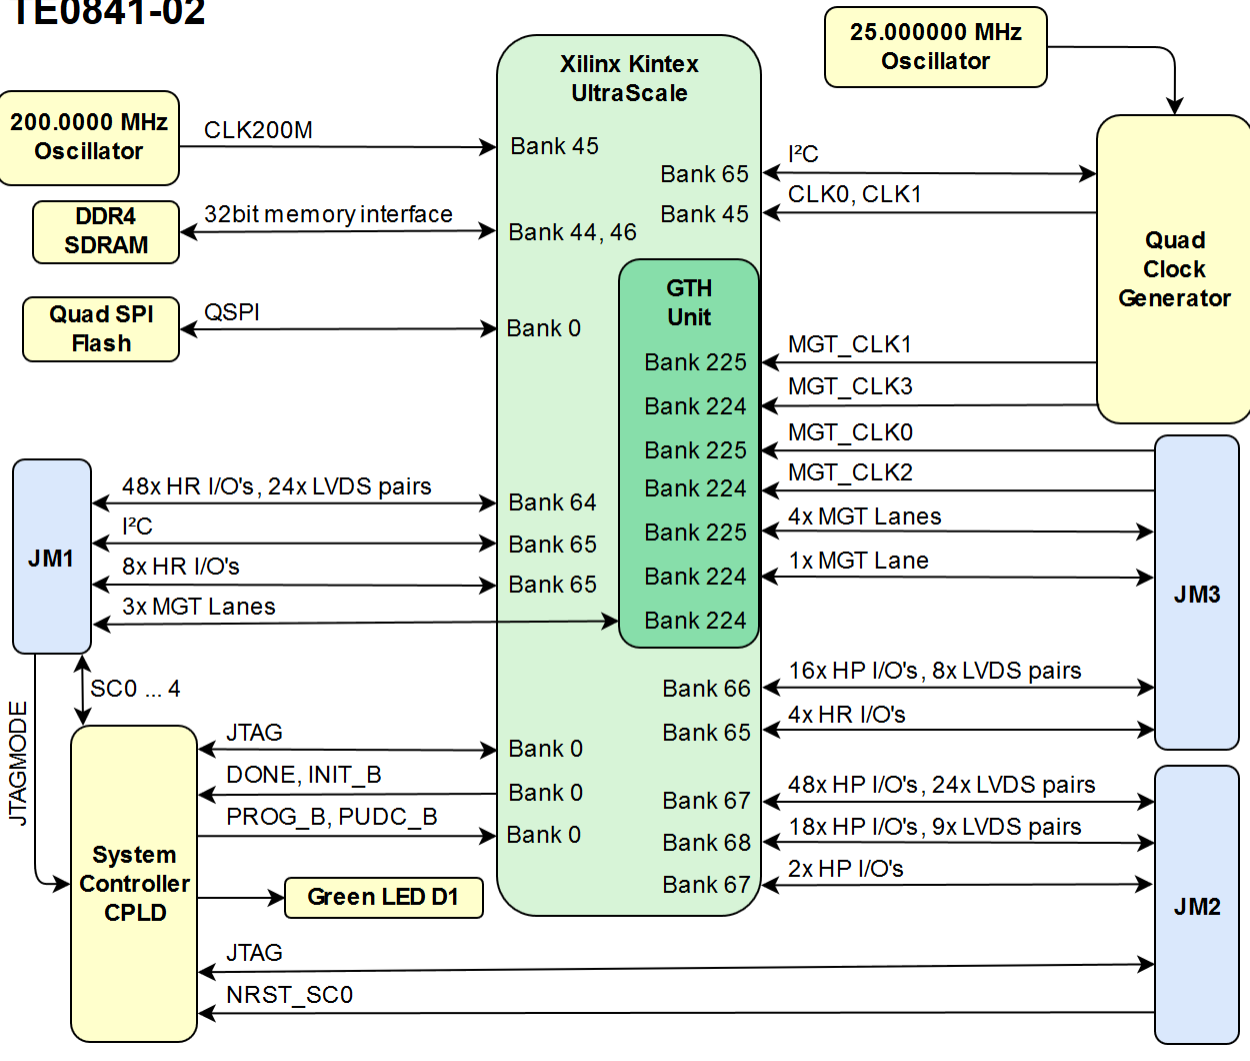 TE0841-02
25.000000 MHz
Oscillator
Xilinx Kintex
UltraScale
200.0000 MHz
Oscillator
CLK200M
Bank 45
I²C
Bank 65
CLK0, CLK1
Bank 45
DDR4
SDRAM
32bit memory interface
Bank 44, 46
Quad
Clock
Generator
GTH
Unit
Quad SPI
Flash
QSPI
Bank 0
MGT_CLK1
Bank 225
MGT_CLK3
Bank 224
MGT_CLK0
Bank 225
MGT_CLK2
Bank 224
4x MGT Lanes
Bank 225
1x MGT Lane
Bank 224
Bank 224
JM1
48x HR I/O's, 24x LVDS pairs
Bank 64
I²C
Bank 65
8x HR I/O's
Bank 65
3x MGT Lanes
JM3
16x HP I/O's, 8x LVDS pairs
Bank 66
4x HR I/O's
Bank 65
SC0 ... 4
JTAGMODE
JTAG
Bank 0
DONE, INIT_B
Bank 0
PROG_B, PUDC_B
Bank 0
48x HP I/O's, 24x LVDS pairs
Bank 67
18x HP I/O's, 9x LVDS pairs
Bank 68
2x HP I/O's
Bank 67
System
Controller
CPLD
Green LED D1
JM2
JTAG
NRST_SC0